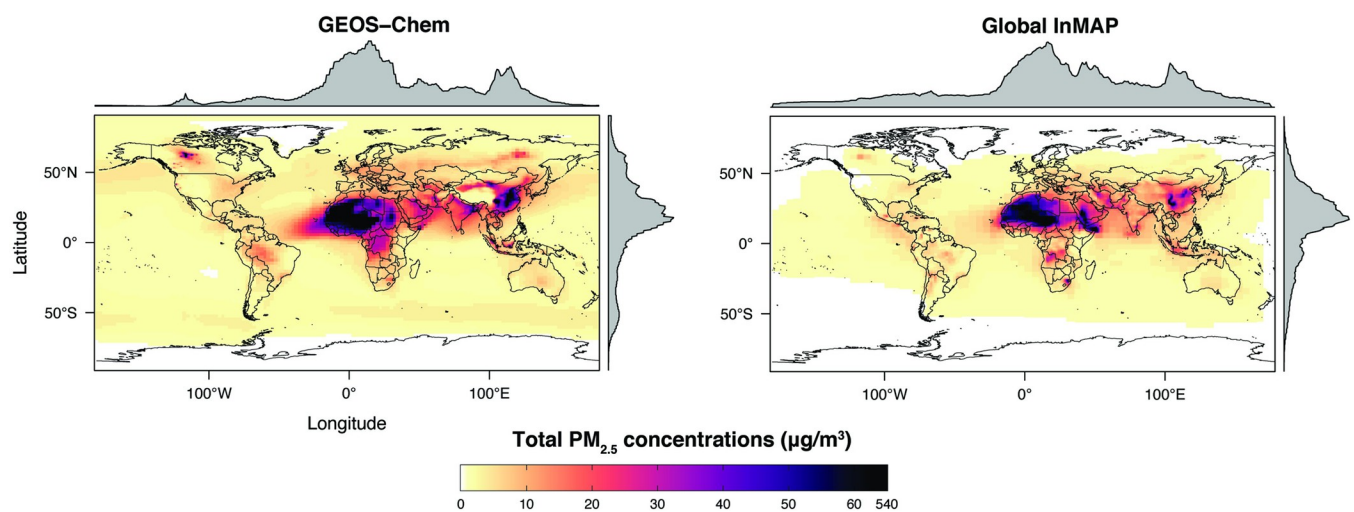 GEOS–Chem
Global InMAP
50°N
0°
50°S
Latitude
100°W 0° 100°E
Longitude
50°N
0°
50°S
100°W 0° 100°E
Total PM2.5 concentrations (µg/m³)
0 10 20 30 40 50 60 540